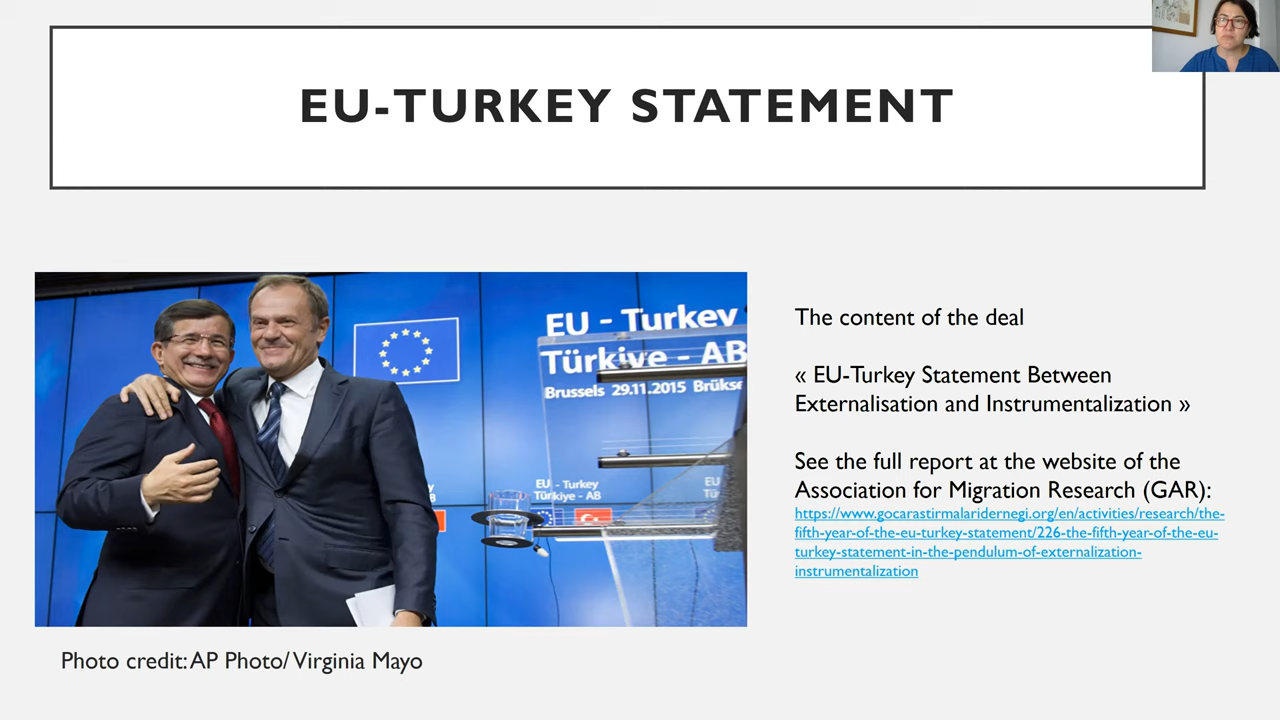 EU-TURKEY STATEMENT
EU - Turkey
Türkiye - AB
Brussels 29.11.2015 Brükse
EU - Turkey
Türkiye - AB
EU
Tür
The content of the deal
« EU-Turkey Statement Between
Externalisation and Instrumentalization »
See the full report at the website of the
Association for Migration Research (GAR):
https://www.gocarastirmalaridernegi.org/en/activities/research/the-
fifth-year-of-the-eu-turkey-statement/226-the-fifth-year-of-the-eu-
turkey-statement-in-the-pendulum-of-externalization-
instrumentalization
Photo credit: AP Photo/ Virginia Mayo